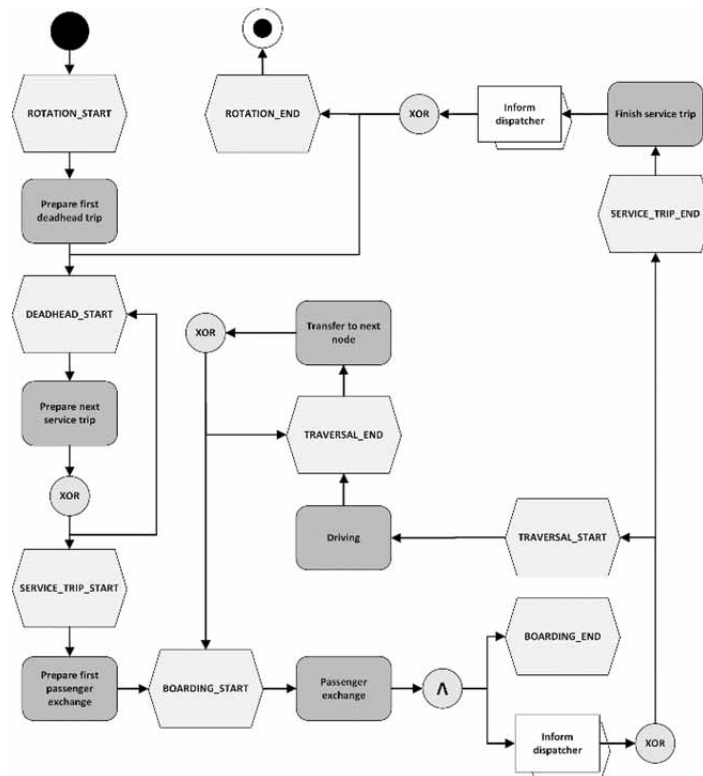 ROTATION_START
ROTATION_END
XOR
Inform
dispatcher
Finish service trip
Prepare first
deadhead trip
SERVICE_TRIP_END
DEADHEAD_START
XOR
Transfer to next
node
Prepare next
service trip
TRAVERSAL_END
XOR
Driving
TRAVERSAL_START
SERVICE_TRIP_START
BOARDING_END
Prepare first
passenger
exchange
BOARDING_START
Passenger
exchange
Λ
Inform
dispatcher
XOR